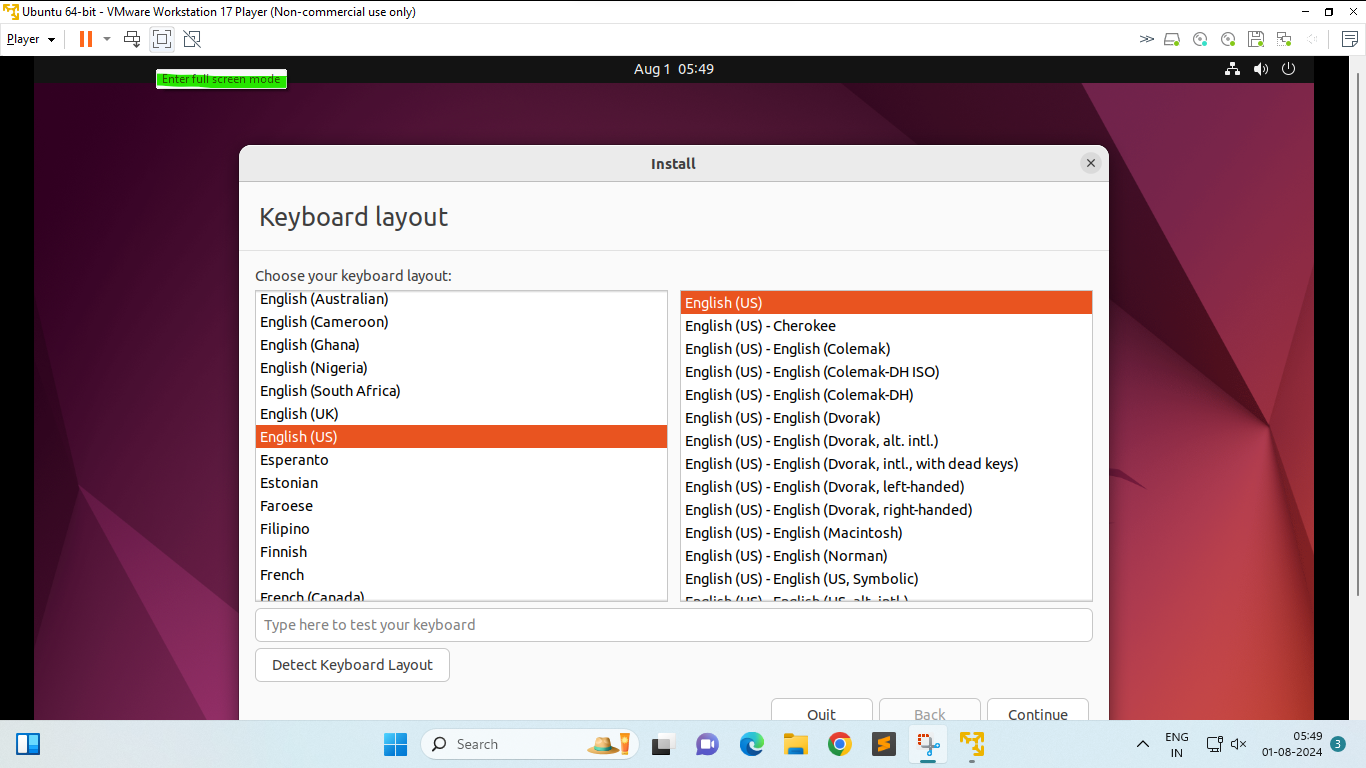 Ubuntu 64-bit - VMware Workstation 17 Player (Non-commercial use only)
Player
Enter full screen mode
Aug 1 05:49
Install
Keyboard layout
Choose your keyboard layout:
English (Australian)
English (Cameroon)
English (Ghana)
English (Nigeria)
English (South Africa)
English (UK)
English (US)
Esperanto
Estonian
Faroese
Filipino
Finnish
French
French (Canada)
English (US)
English (US) - Cherokee
English (US) - English (Colemak)
English (US) - English (Colemak-DH ISO)
English (US) - English (Colemak-DH)
English (US) - English (Dvorak)
English (US) - English (Dvorak, alt. intl.)
English (US) - English (Dvorak, intl., with dead keys)
English (US) - English (Dvorak, left-handed)
English (US) - English (Dvorak, right-handed)
English (US) - English (Macintosh)
English (US) - English (Norman)
English (US) - English (US, Symbolic)
English (US) - English (US, alt. intl.)
Type here to test your keyboard
Detect Keyboard Layout
Quit Back Continue
Search
ENG
IN
05:49
01-08-2024
3